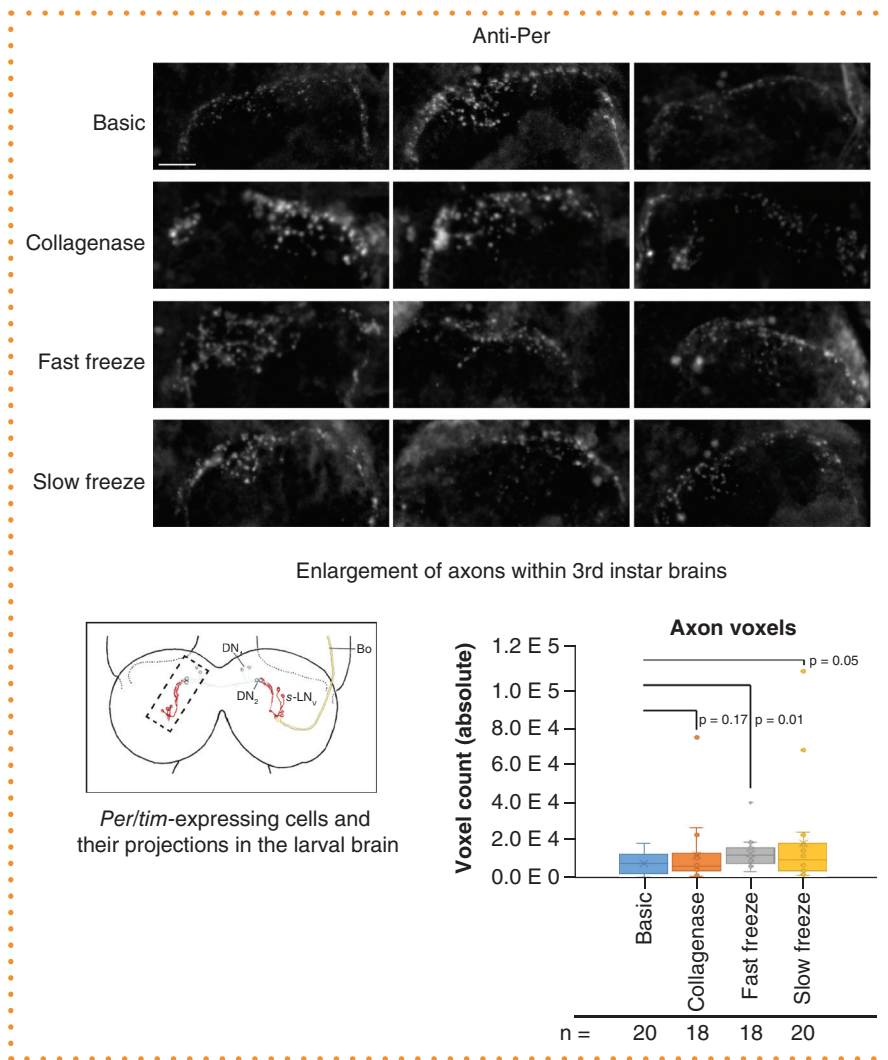 Anti-Per
Basic
Collagenase
Fast freeze
Slow freeze
Enlargement of axons within 3rd instar brains
DN1
Bo
DN2
s-LNv
Per/tim-expressing cells and
their projections in the larval brain
Axon voxels
Voxel count (absolute)
1.2 E 5
1.0 E 5
8.0 E 4
6.0 E 4
4.0 E 4
2.0 E 4
0.0 E 0
p = 0.05
p = 0.17
p = 0.01
Basic
Collagenase
Fast freeze
Slow freeze
n = 20 18 18 20